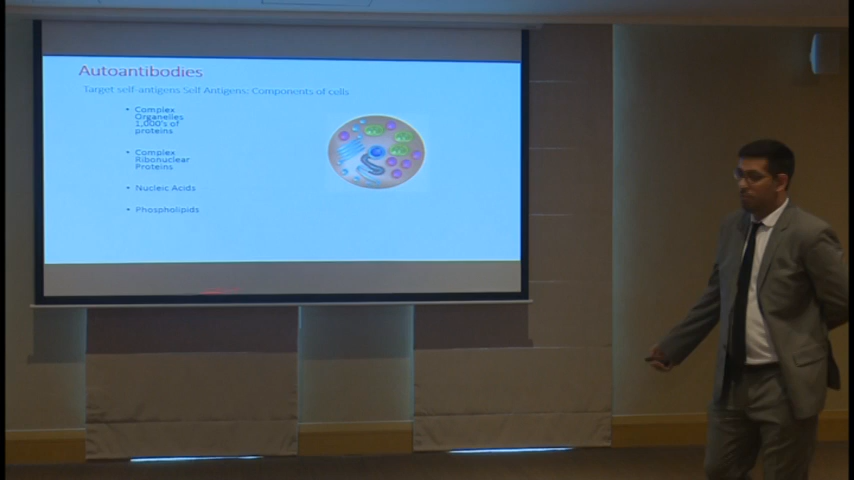 Autoantibodies
Target self-antigens Self Antigens: Components of cells
• Complex
Organelles
1,000's of
proteins
• Complex
Ribonuclear
Proteins
• Nucleic Acids
• Phospholipids